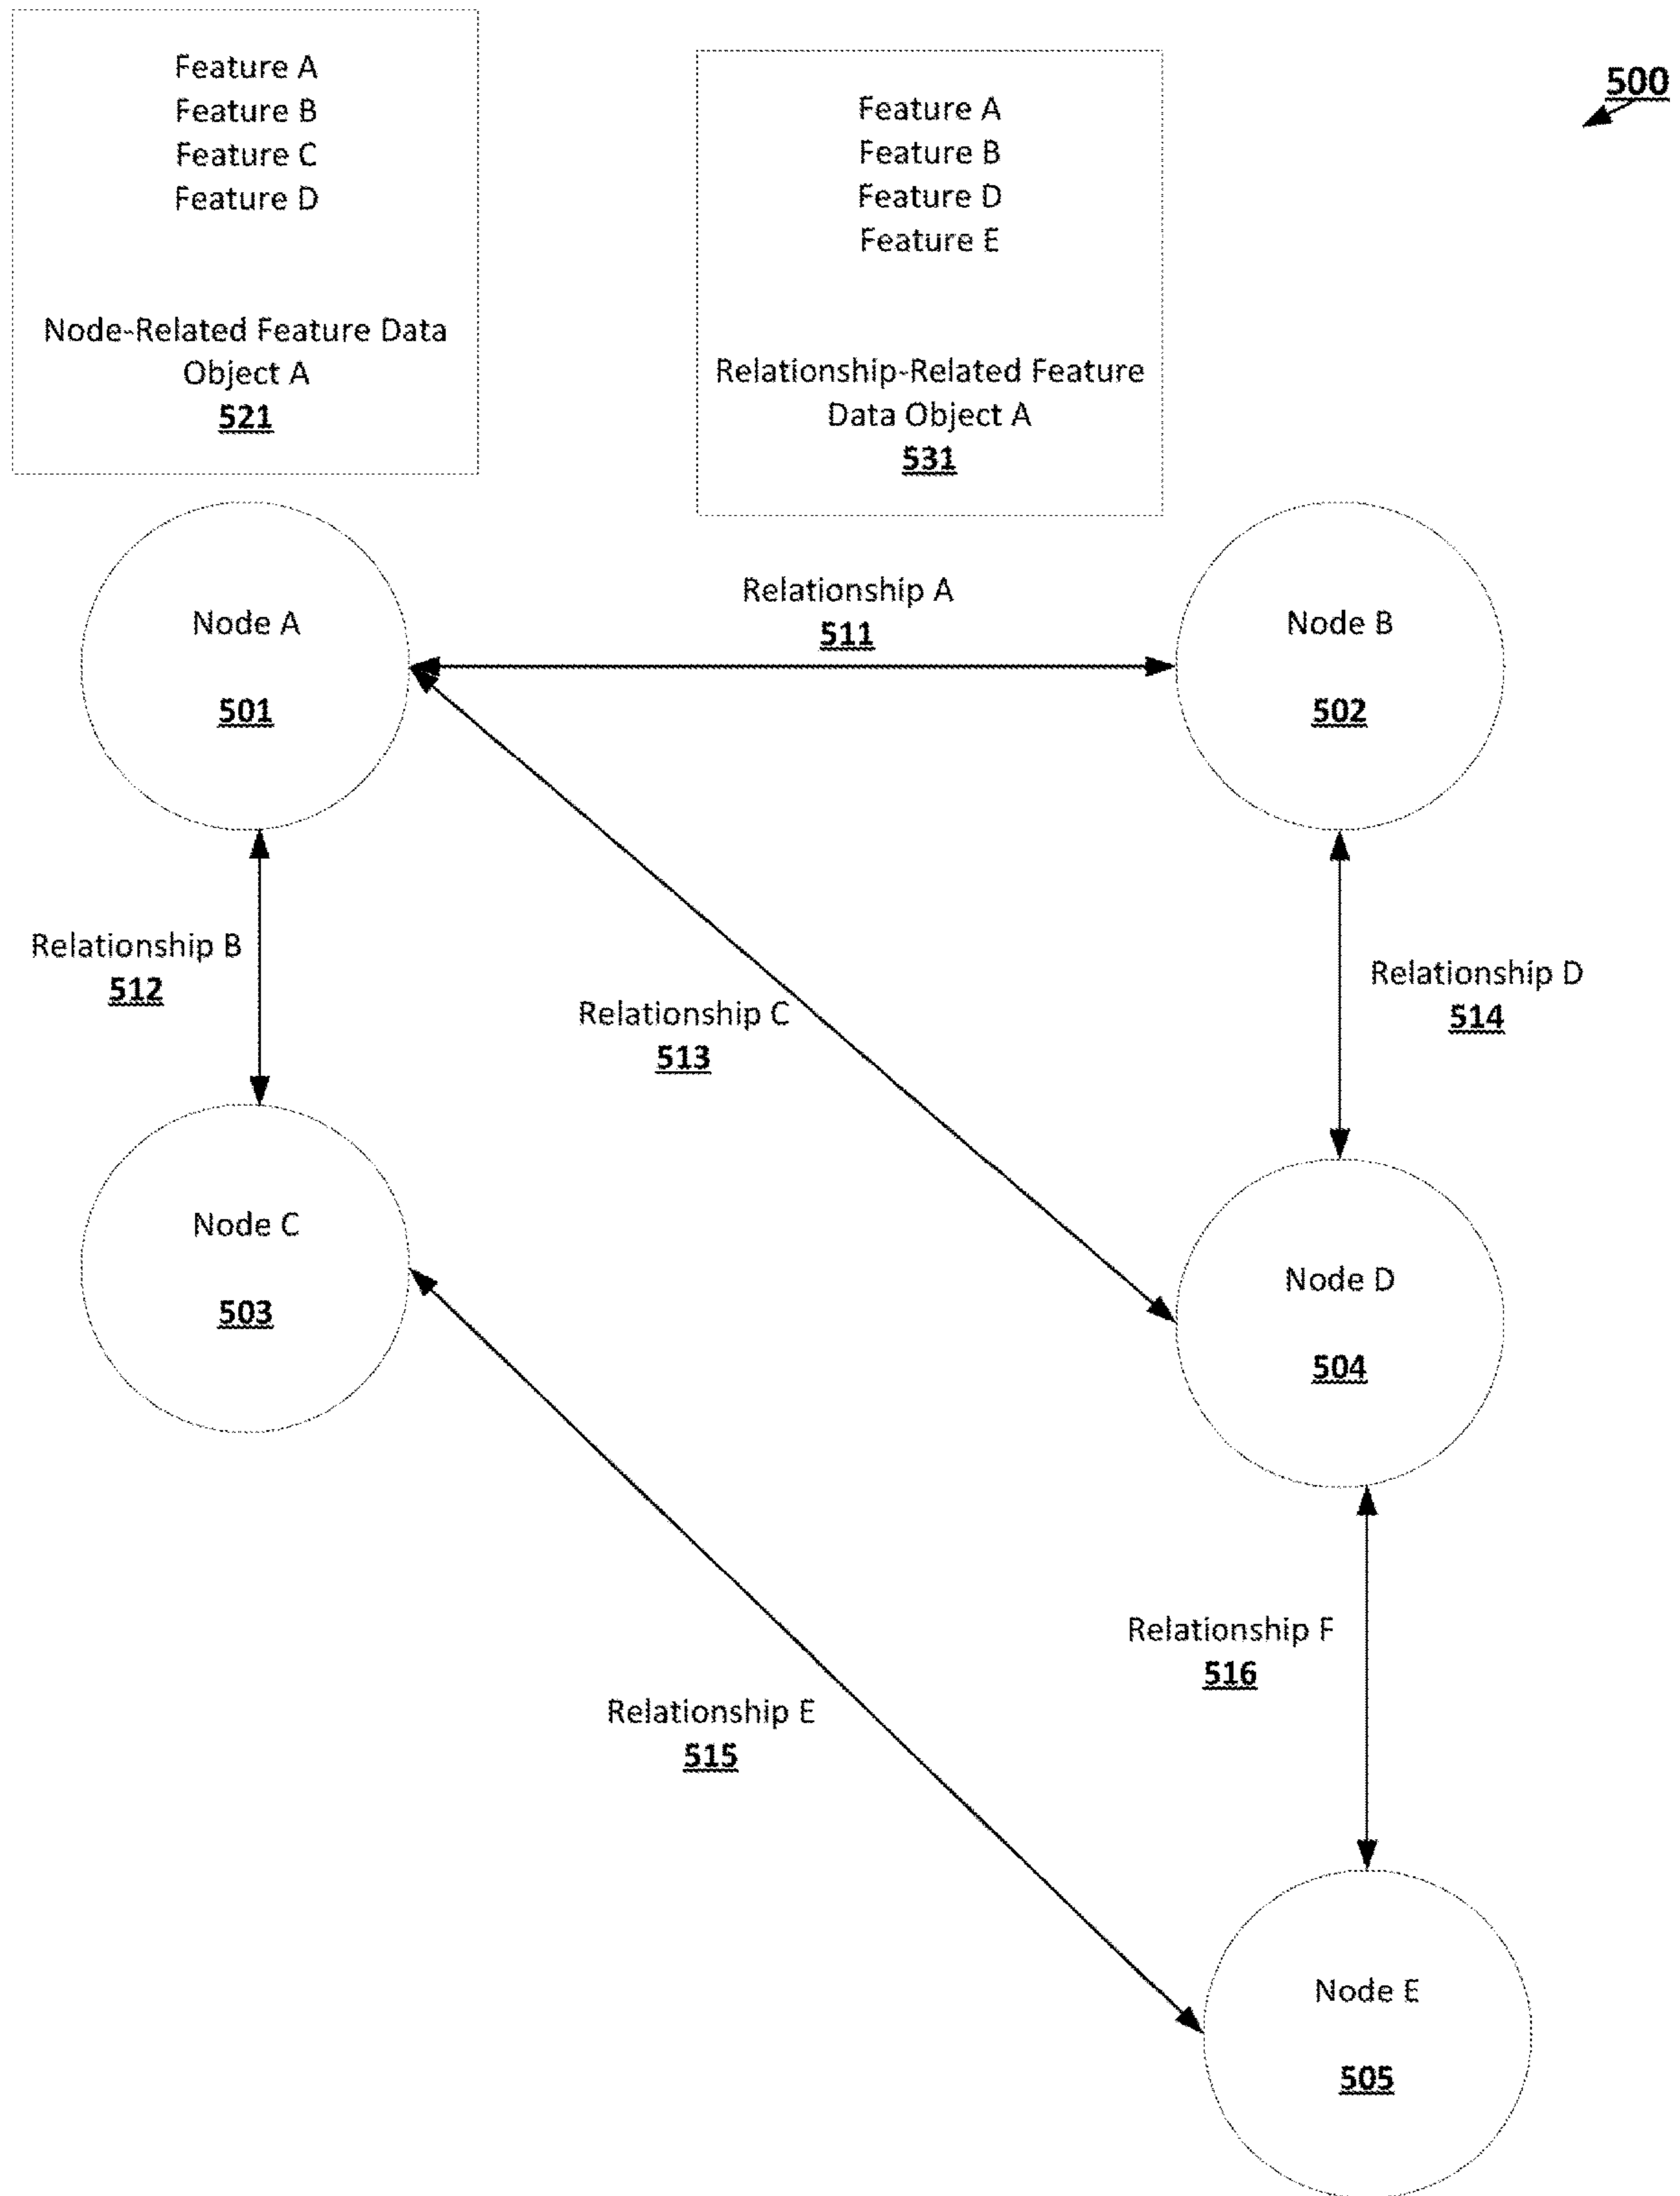 500
Feature A
Feature B
Feature C
Feature D
Node-Related Feature Data
Object A
521
Feature A
Feature B
Feature D
Feature E
Relationship-Related Feature
Data Object A
531
Node A
501
Relationship A
511
Node B
502
Relationship B
512
Relationship C
513
Relationship D
514
Node C
503
Node D
504
Relationship E
515
Relationship F
516
Node E
505